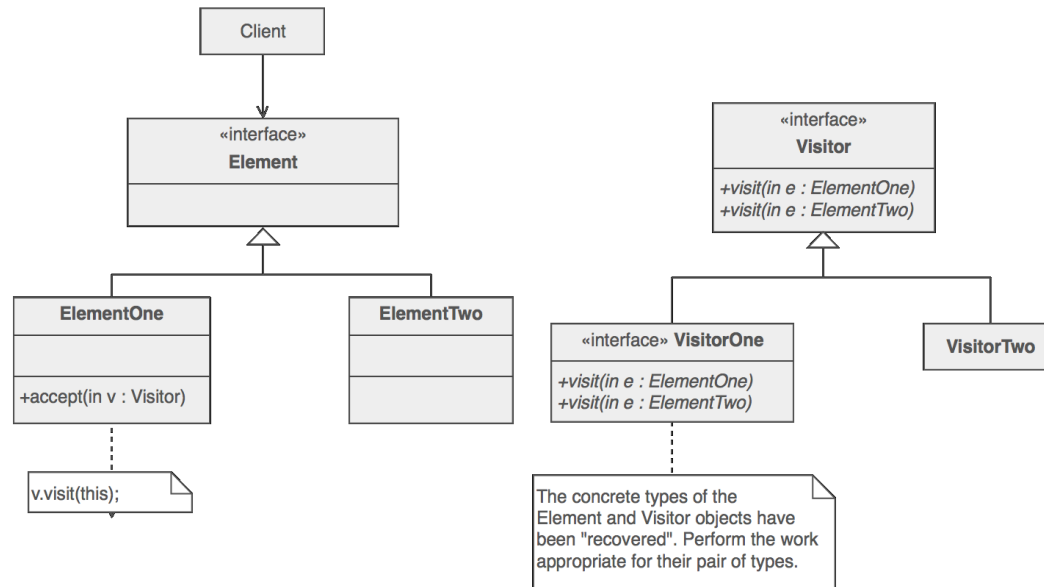 Client
«interface»
Element
ElementOne
+accept(in v : Visitor)
v.visit(this);
ElementTwo
«interface»
Visitor
+visit(in e : ElementOne)
+visit(in e : ElementTwo)
«interface» VisitorOne
+visit(in e : ElementOne)
+visit(in e : ElementTwo)
The concrete types of the
Element and Visitor objects have
been "recovered". Perform the work
appropriate for their pair of types.
VisitorTwo